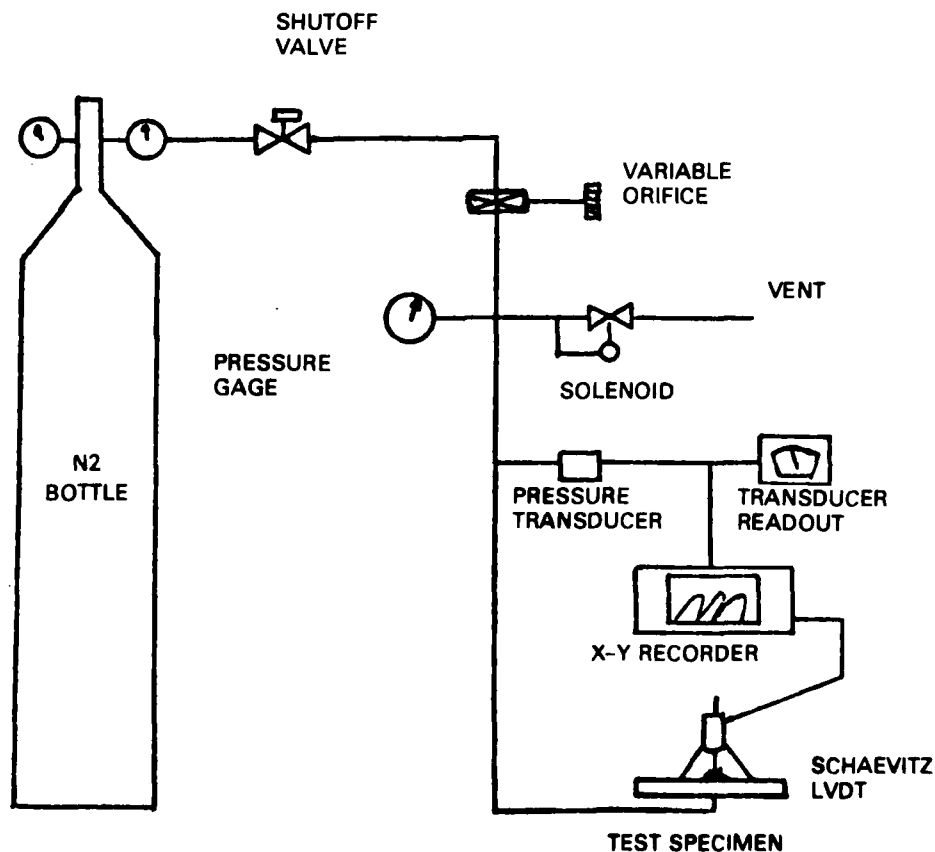 SHUTOFF
VALVE
VARIABLE
ORIFICE
VENT
PRESSURE
GAGE
SOLENOID
N2
BOTTLE
PRESSURE
TRANSDUCER
TRANSDUCER
READOUT
X-Y RECORDER
SCHAEVITZ
LVDT
TEST SPECIMEN